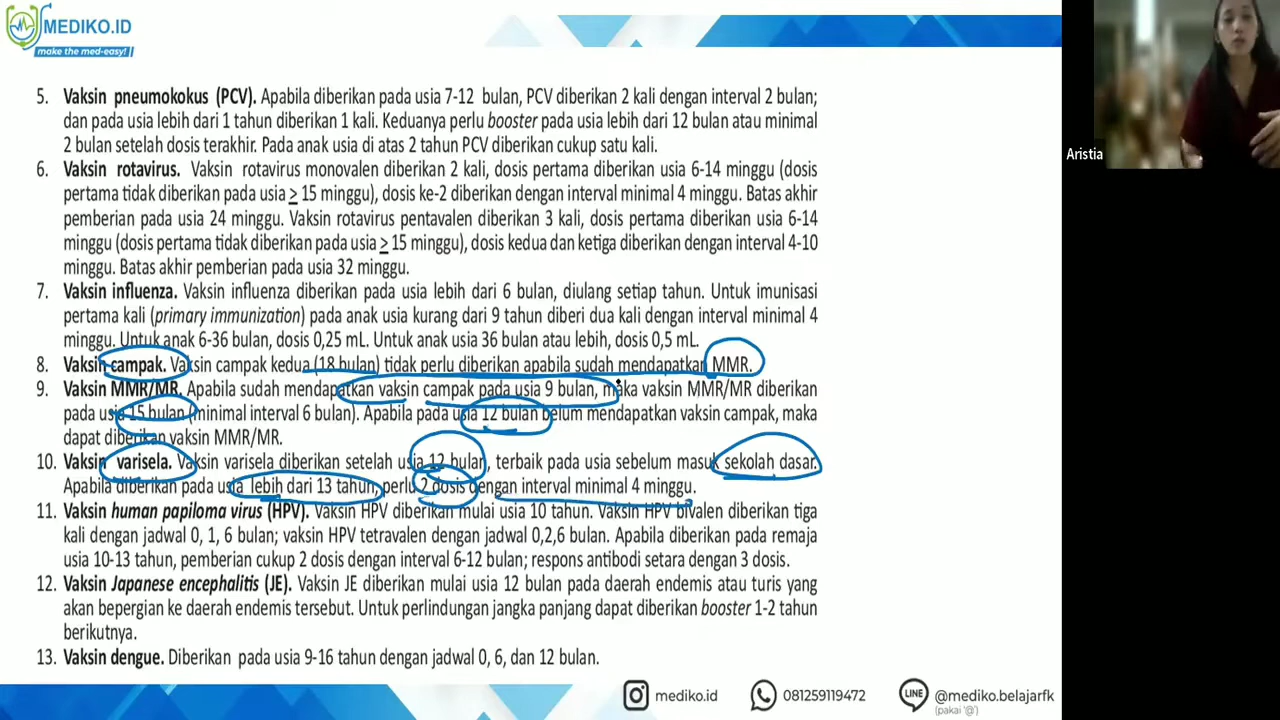 MEDIKO.ID
make the med-easy!
5. Vaksin pneumokokus (PCV). Apabila diberikan pada usia 7-12 bulan, PCV diberikan 2 kali dengan interval 2 bulan;
dan pada usia lebih dari 1 tahun diberikan 1 kali. Keduanya perlu booster pada usia lebih dari 12 bulan atau minimal
2 bulan setelah dosis terakhir. Pada anak usia di atas 2 tahun PCV diberikan cukup satu kali.
6. Vaksin rotavirus. Vaksin rotavirus monovalen diberikan 2 kali, dosis pertama diberikan usia 6-14 minggu (dosis
pertama tidak diberikan pada usia ≥ 15 minggu), dosis ke-2 diberikan dengan interval minimal 4 minggu. Batas akhir
pemberian pada usia 24 minggu. Vaksin rotavirus pentavalen diberikan 3 kali, dosis pertama diberikan usia 6-14
minggu (dosis pertama tidak diberikan pada usia ≥ 15 minggu), dosis kedua dan ketiga diberikan dengan interval 4-10
minggu. Batas akhir pemberian pada usia 32 minggu.
7. Vaksin influenza. Vaksin influenza diberikan pada usia lebih dari 6 bulan, diulang setiap tahun. Untuk imunisasi
pertama kali (primary immunization) pada anak usia kurang dari 9 tahun diberi dua kali dengan interval minimal 4
minggu. Untuk anak 6-36 bulan, dosis 0,25 mL. Untuk anak usia 36 bulan atau lebih, dosis 0,5 mL.
8. Vaksin campak. Vaksin campak kedua (18 bulan) tidak perlu diberikan apabila sudah mendapatkan MMR.
9. Vaksin MMR/MR. Apabila sudah mendapatkan vaksin campak pada usia 9 bulan, maka vaksin MMR/MR diberikan
pada usia 15 bulan (minimal interval 6 bulan). Apabila pada usia 12 bulan belum mendapatkan vaksin campak, maka
dapat diberikan vaksin MMR/MR.
10. Vaksin varisela. Vaksin varisela diberikan setelah usia 12 bulan, terbaik pada usia sebelum masuk sekolah dasar.
Apabila diberikan pada usia lebih dari 13 tahun, perlu 2 dosis dengan interval minimal 4 minggu.
11. Vaksin human papiloma virus (HPV). Vaksin HPV diberikan mulai usia 10 tahun. Vaksin HPV bivalen diberikan tiga
kali dengan jadwal 0, 1, 6 bulan; vaksin HPV tetravalen dengan jadwal 0,2,6 bulan. Apabila diberikan pada remaja
usia 10-13 tahun, pemberian cukup 2 dosis dengan interval 6-12 bulan; respons antibodi setara dengan 3 dosis.
12. Vaksin Japanese encephalitis (JE). Vaksin JE diberikan mulai usia 12 bulan pada daerah endemis atau turis yang
akan bepergian ke daerah endemis tersebut. Untuk perlindungan jangka panjang dapat diberikan booster 1-2 tahun
berikutnya.
13. Vaksin dengue. Diberikan pada usia 9-16 tahun dengan jadwal 0, 6, dan 12 bulan.
Aristia
mediko.id
081259119472
LINE
@mediko.belajarfk
(pakai '@')